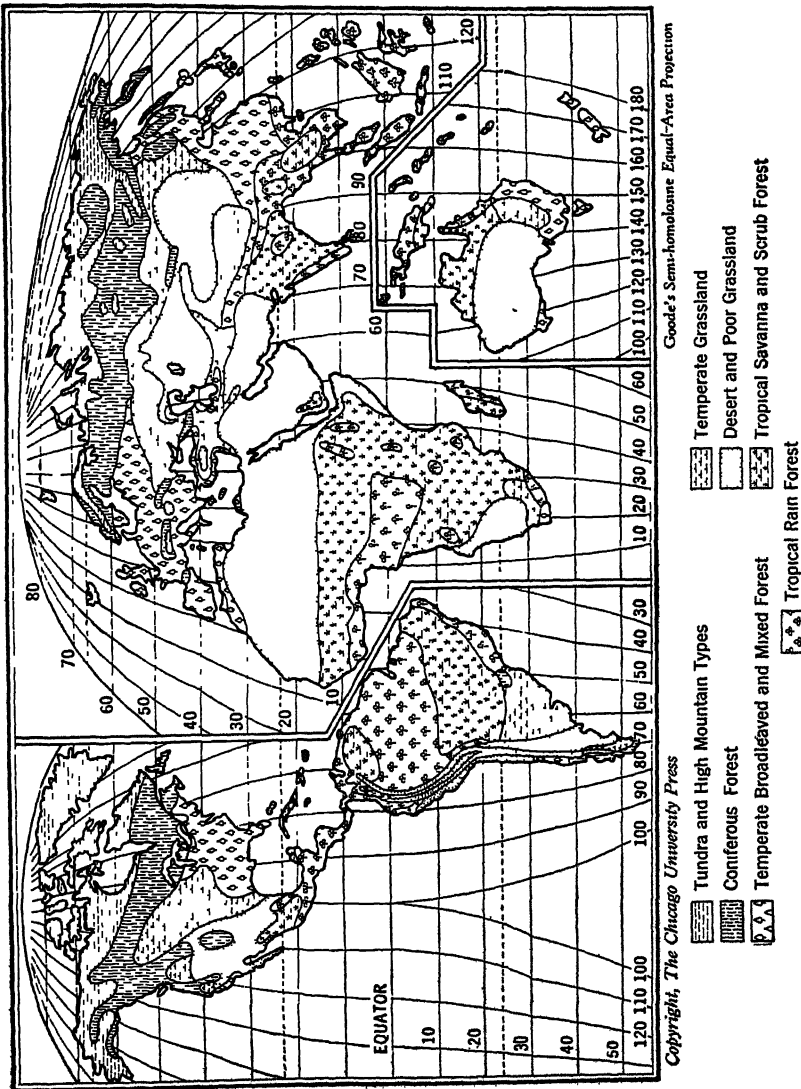 80
70
60
50
40
30
20
10
EQUATOR
10
20
30
40
50
120 110 100
100
90 80 70 60 50 40 30
10 10 20 30 40 50 60
60
70
80
90
110
120
100 110 120 130 140 150 160 170 180
Copyright, The Chicago University Press
Goode's Semi-homolosine Equal-Area Projection
Tundra and High Mountain Types
Coniferous Forest
Temperate Broadleaved and Mixed Forest
Temperate Grassland
Desert and Poor Grassland
Tropical Savanna and Scrub Forest
Tropical Rain Forest